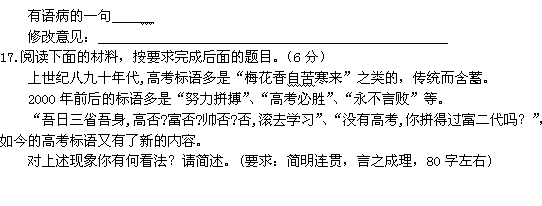 有语病的一句_____
修改意见：_____________________________________________
17.阅读下面的材料，按要求完成后面的题目。(6 分)
上世纪八九十年代,高考标语多是“梅花香自苦寒来”之类的，传统而含蓄。
2000 年前后的标语多是“努力拼搏”、“高考必胜”、“永不言败”等。
“吾日三省吾身,高否?富否?帅否?否,滚去学习”、“没有高考,你拼得过富二代吗？”，
如今的高考标语又有了新的内容。
对上述现象你有何看法？请简述。(要求：简明连贯，言之成理，80 字左右)